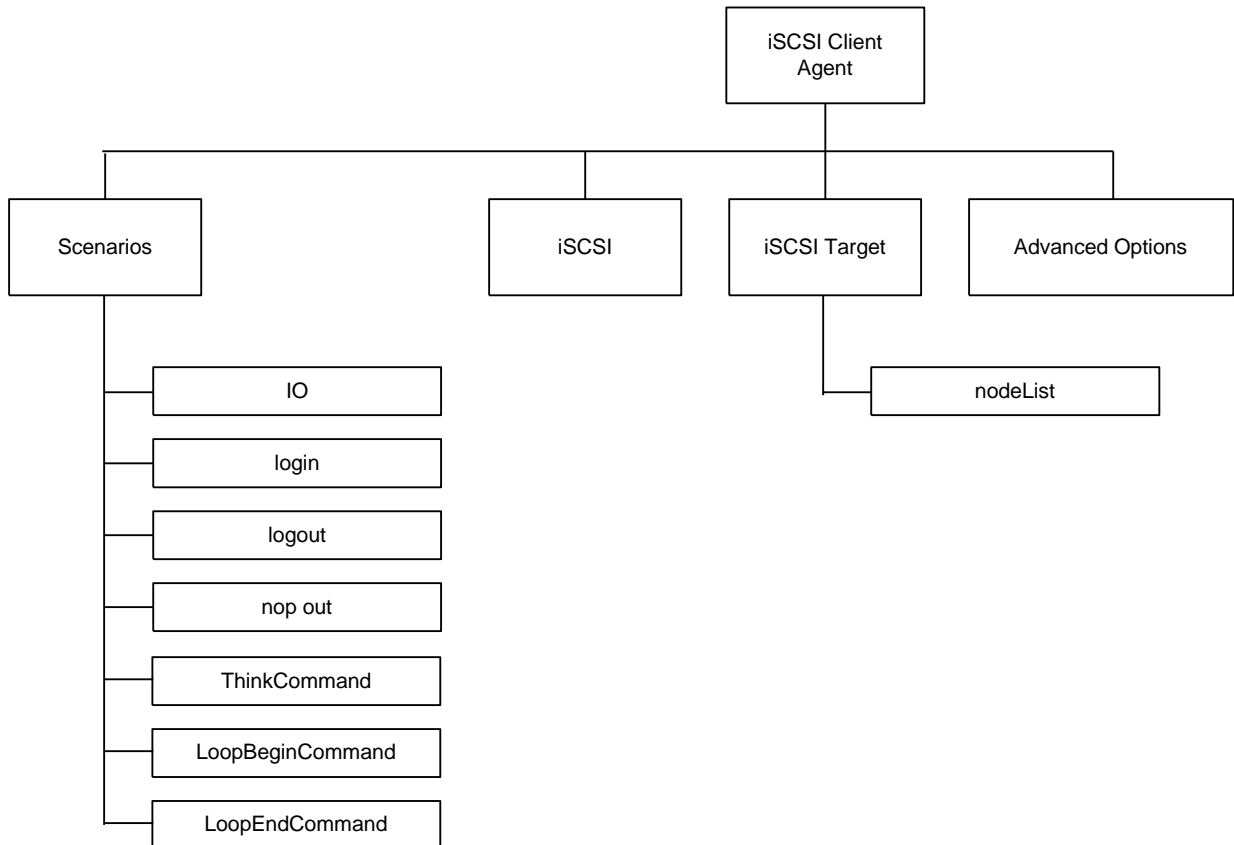 iSCSI Client
Agent
Scenarios
iSCSI
iSCSI Target
Advanced Options
IO
nodeList
login
logout
nop out
ThinkCommand
LoopBeginCommand
LoopEndCommand